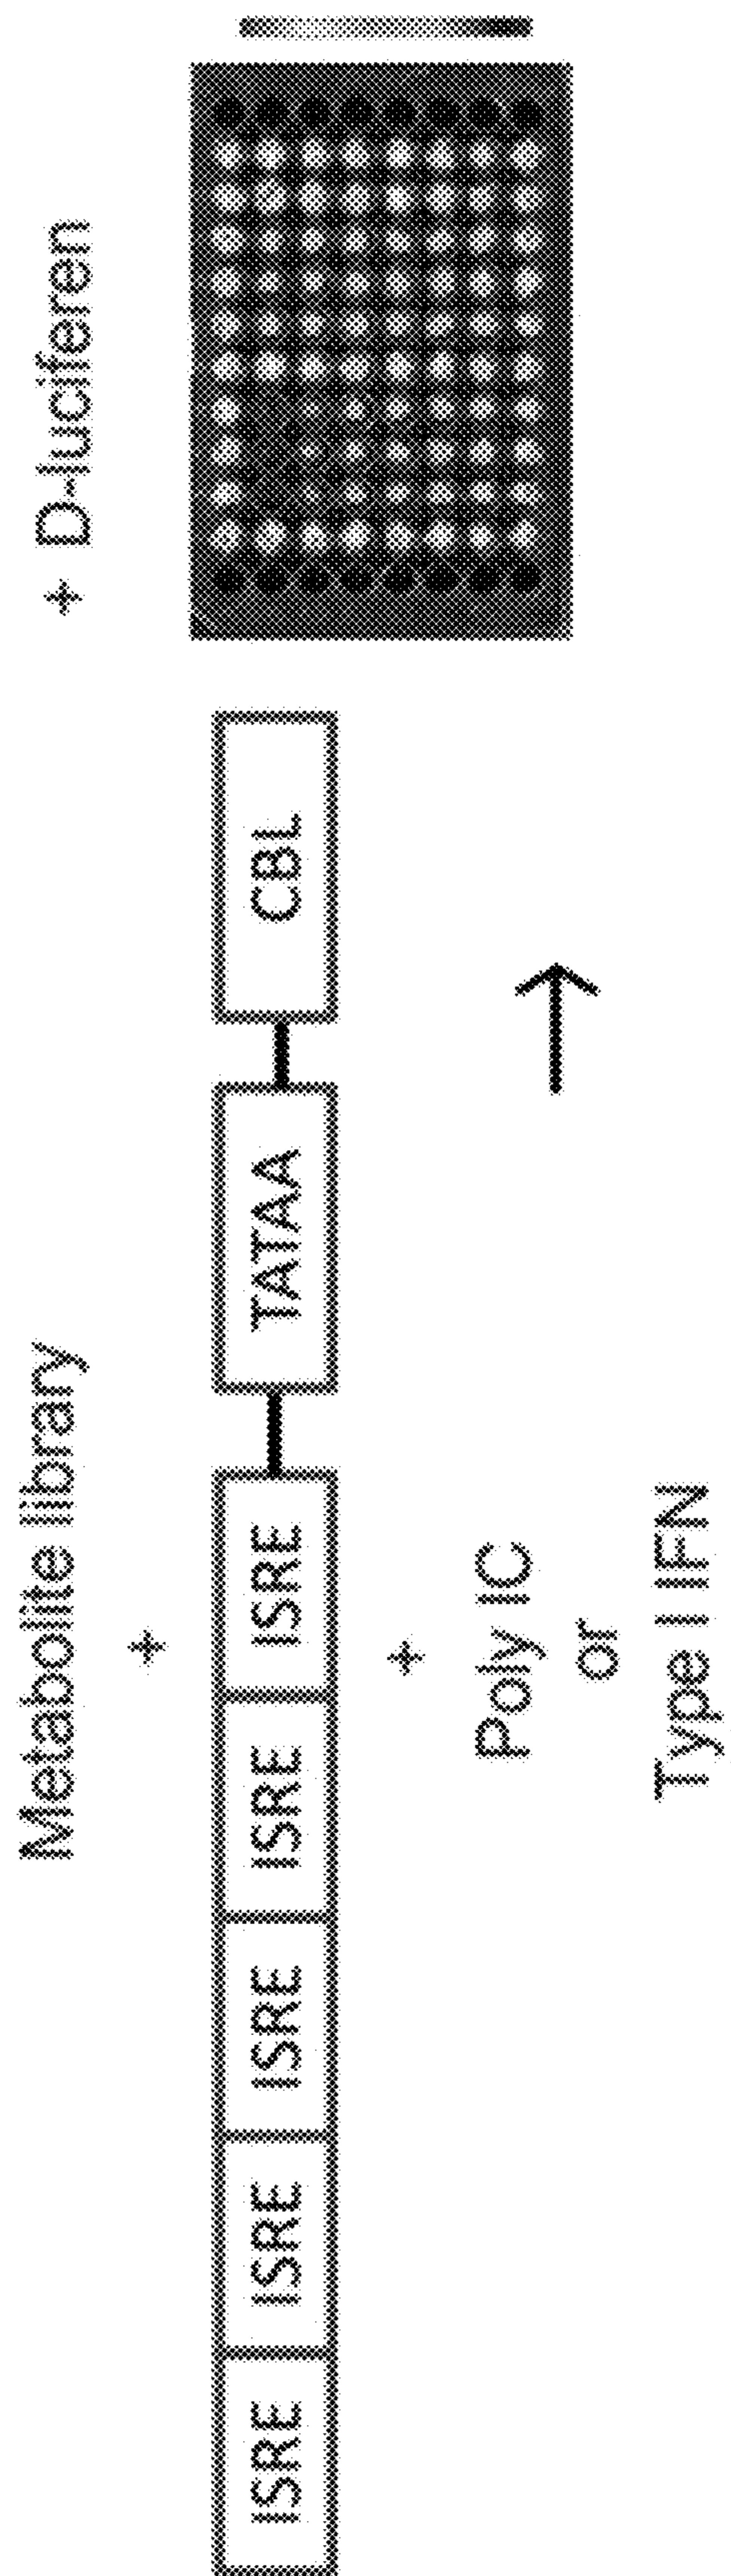 Metabolite library
+ D-luciferen
+
ISRE ISRE ISRE ISRE ISRE TATAA CBL
+
Poly IC
or
Type I IFN